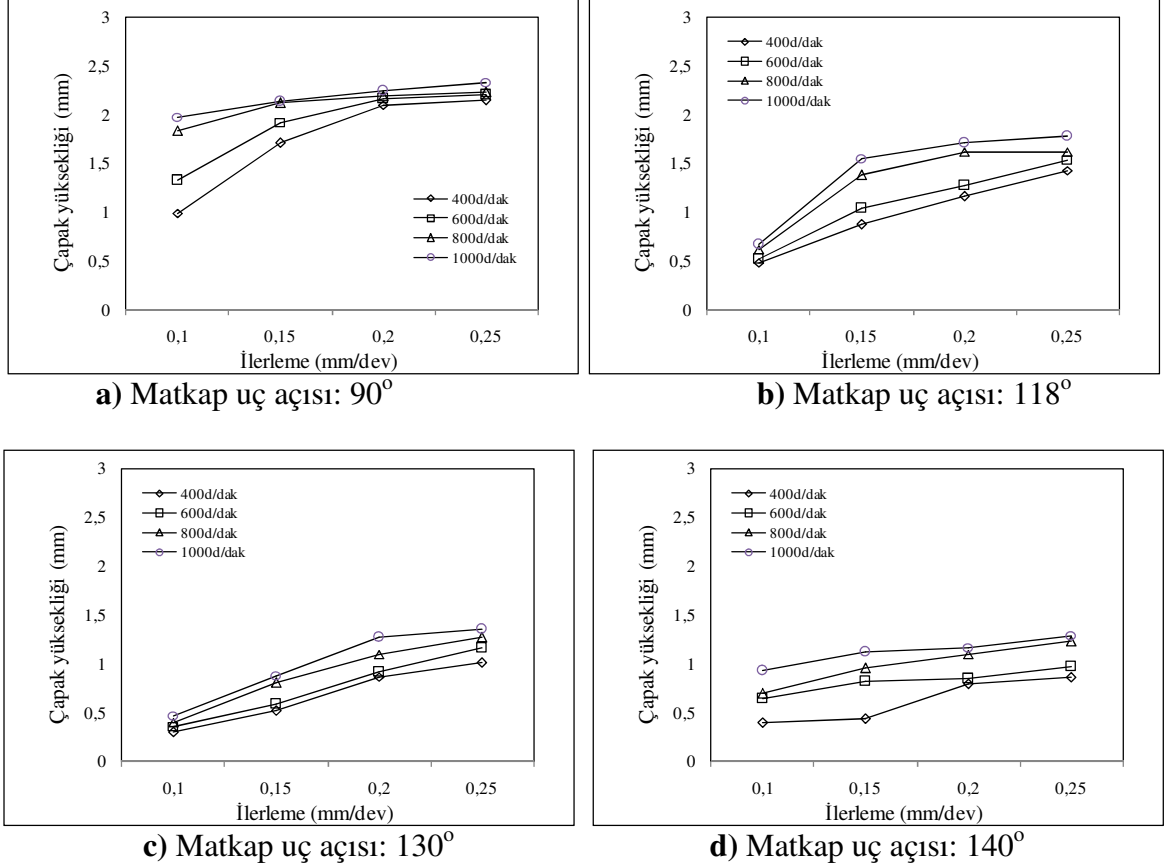 3
2,5
2
1,5
1
0,5
0
Çapak yüksekliği (mm)
400d/dak
600d/dak
800d/dak
1000d/dak
0,1 0,15 0,2 0,25
İlerleme (mm/dev)
a) Matkap uç açısı: 90º
3
2,5
2
1,5
1
0,5
0
Çapak yüksekliği (mm)
400d/dak
600d/dak
800d/dak
1000d/dak
0,1 0,15 0,2 0,25
İlerleme (mm/dev)
b) Matkap uç açısı: 118º
3
2,5
2
1,5
1
0,5
0
Çapak yüksekliği (mm)
400d/dak
600d/dak
800d/dak
1000d/dak
0,1 0,15 0,2 0,25
İlerleme (mm/dev)
c) Matkap uç açısı: 130º
3
2,5
2
1,5
1
0,5
0
Çapak yüksekliği (mm)
400d/dak
600d/dak
800d/dak
1000d/dak
0,1 0,15 0,2 0,25
İlerleme (mm/dev)
d) Matkap uç açısı: 140º